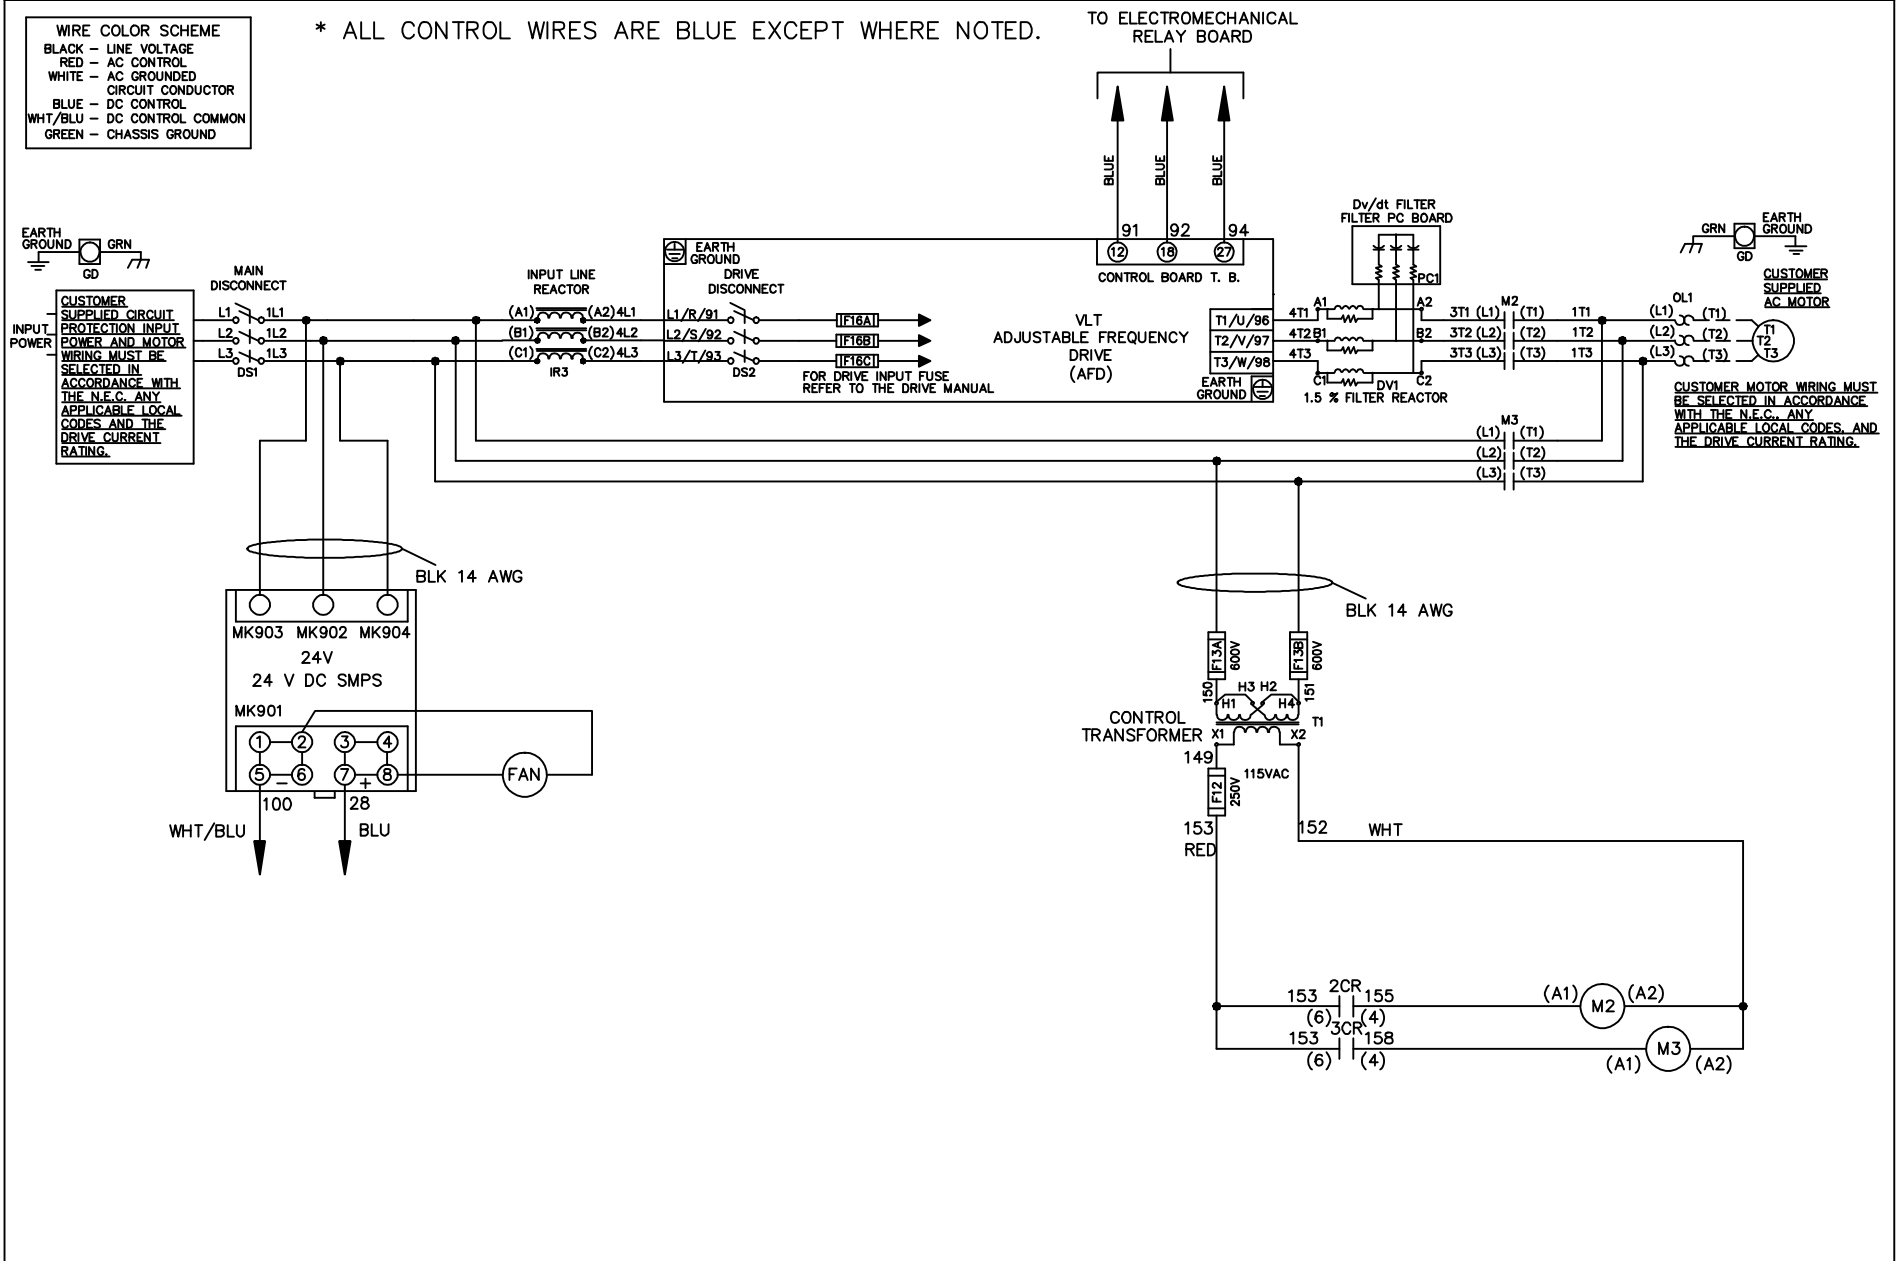 WIRE COLOR SCHEME
BLACK – LINE VOLTAGE
RED – AC CONTROL
WHITE – AC GROUNDED
CIRCUIT CONDUCTOR
BLUE – DC CONTROL
WHT/BLU – DC CONTROL COMMON
GREEN – CHASSIS GROUND
* ALL CONTROL WIRES ARE BLUE EXCEPT WHERE NOTED.
TO ELECTROMECHANICAL
RELAY BOARD
BLUE
BLUE
BLUE
91 92 94
12 18 27
CONTROL BOARD T. B.
EARTH
GROUND
GRN
GD
INPUT
POWER
CUSTOMER
SUPPLIED CIRCUIT
PROTECTION INPUT
POWER AND MOTOR
WIRING MUST BE
SELECTED IN
ACCORDANCE WITH
THE N.E.C. ANY
APPLICABLE LOCAL
CODES AND THE
DRIVE CURRENT
RATING.
MAIN
DISCONNECT
L1 1L1
L2 1L2
L3 1L3
DS1
INPUT LINE
REACTOR
(A1) (A2) 4L1
(B1) (B2) 4L2
(C1) (C2) 4L3
IR3
EARTH
GROUND
DRIVE
DISCONNECT
L1/R/91
L2/S/92
L3/T/93
DS2
F16A
F16B
F16C
FOR DRIVE INPUT FUSE
REFER TO THE DRIVE MANUAL
VLT
ADJUSTABLE FREQUENCY
DRIVE
(AFD)
T1/U/96
T2/V/97
T3/W/98
EARTH
GROUND
4T1
4T2
4T3
Dv/dt FILTER
FILTER PC BOARD
PC1
A1 A2
B1 B2
C1 C2
DV1
1.5 % FILTER REACTOR
M2
3T1 (L1) (T1) 1T1
3T2 (L2) (T2) 1T2
3T3 (L3) (T3) 1T3
M3
(L1) (T1)
(L2) (T2)
(L3) (T3)
OL1
(L1) (T1)
(L2) (T2)
(L3) (T3)
T1
T2
T3
GRN
EARTH
GROUND
GD
CUSTOMER
SUPPLIED
AC MOTOR
CUSTOMER MOTOR WIRING MUST
BE SELECTED IN ACCORDANCE
WITH THE N.E.C., ANY
APPLICABLE LOCAL CODES, AND
THE DRIVE CURRENT RATING.
BLK 14 AWG
MK903 MK902 MK904
24V
24 V DC SMPS
MK901
1 2 3 4
5 – 6 7 + 8
FAN
100 28
WHT/BLU BLU
BLK 14 AWG
F13A
600V
F13B
600V
150
151
H3 H2
H1 H4
T1
CONTROL
TRANSFORMER
X1 X2
149
115VAC
F12
250V
153
RED
152 WHT
2CR
153 155
(6) (4)
(A1) M2 (A2)
3CR
153 158
(6) (4)
(A1) M3 (A2)